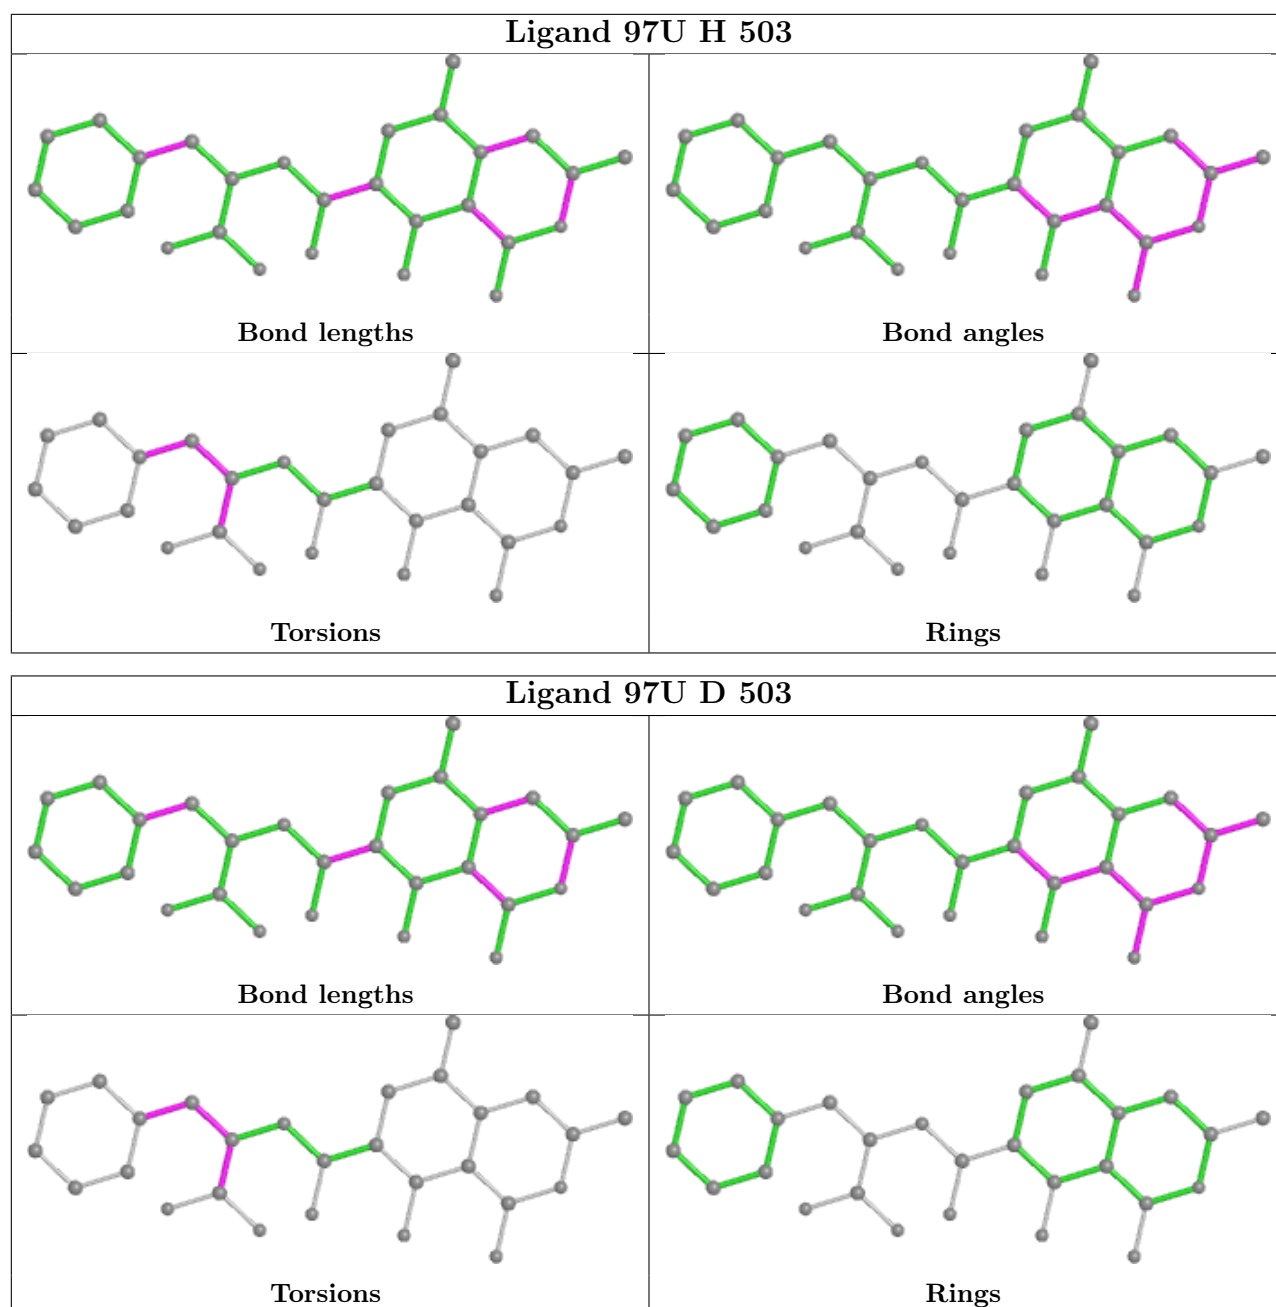 Ligand 97U H 503
Bond lengths
Bond angles
Torsions
Rings
Ligand 97U D 503
Bond lengths
Bond angles
Torsions
Rings